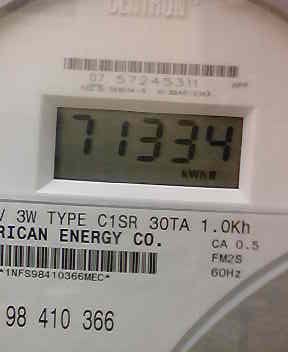 CENTRON
07 57245311
71334
kWh
V 3W TYPE C1SR 30TA 1.0Kh
RICAN ENERGY CO.
CA 0.5
FM2S
*1NFS98410366MEC*
60Hz
98 410 366